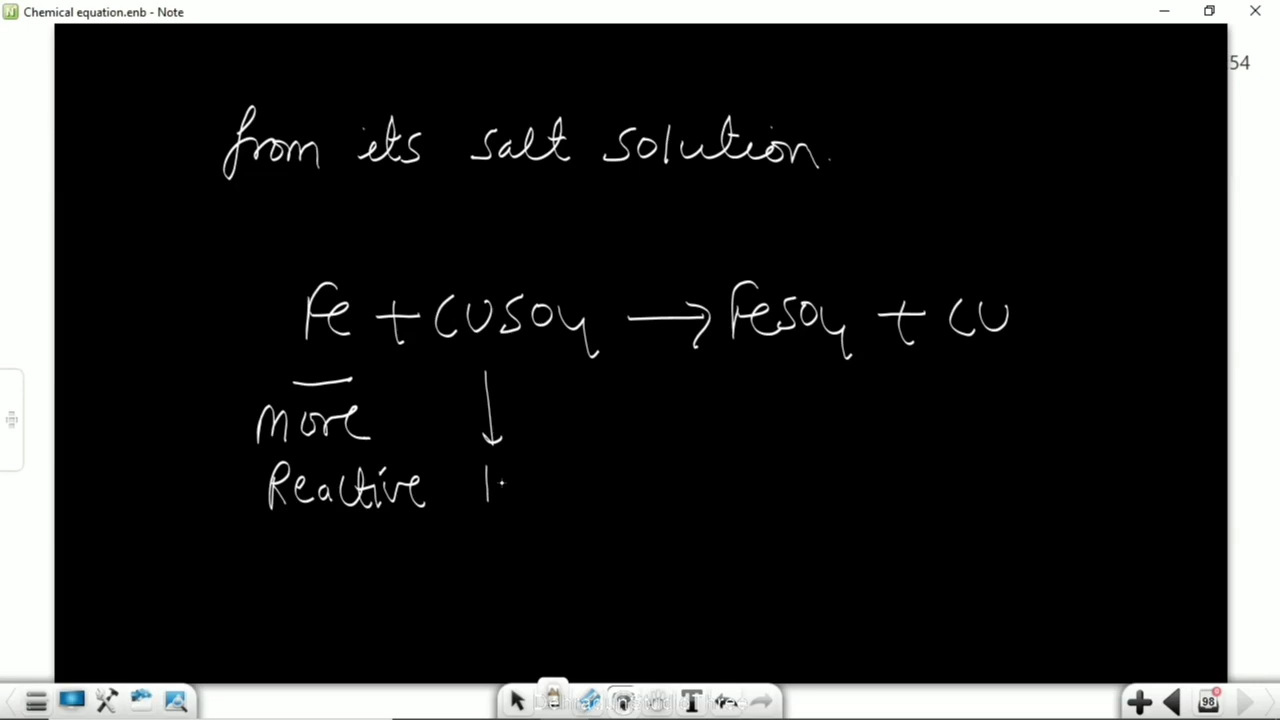 Chemical equation.enb - Note
54
from its salt solution.
Fe + CUSO4 → FeSO4 + CU
More
Reactive
98